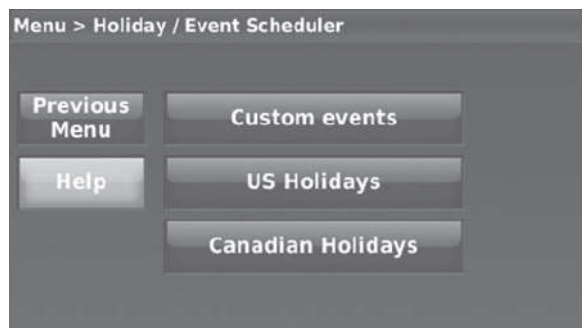 Menu > Holiday / Event Scheduler
Previous
Menu
Custom events
Help
US Holidays
Canadian Holidays